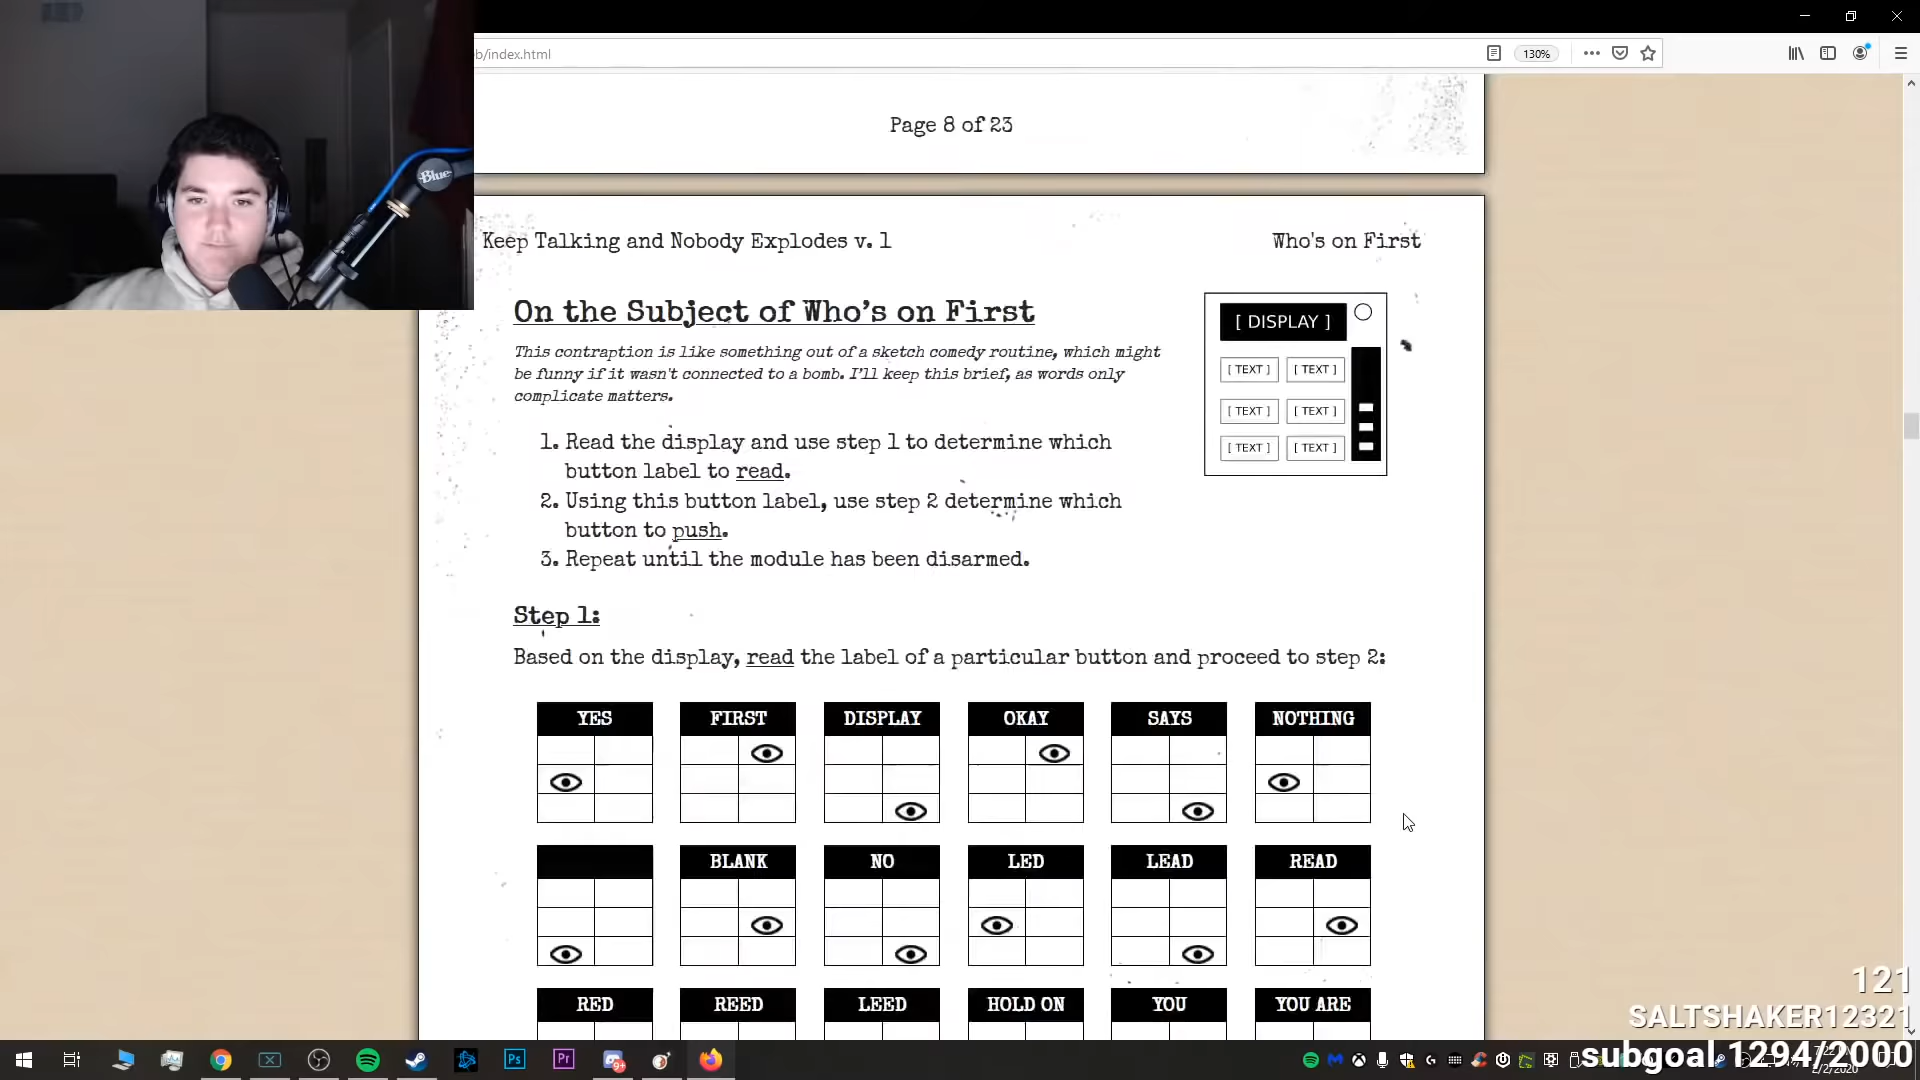 b/index.html
130%
Page 8 of 23
Blue
Keep Talking and Nobody Explodes v. 1
Who's on First
On the Subject of Who's on First
This contraption is like something out of a sketch comedy routine, which might
be funny if it wasn't connected to a bomb. I'll keep this brief, as words only
complicate matters.
[ DISPLAY ]
[ TEXT ] [ TEXT ]
[ TEXT ] [ TEXT ]
[ TEXT ] [ TEXT ]
1. Read the display and use step 1 to determine which
button label to read.
2. Using this button label, use step 2 determine which
button to push.
3. Repeat until the module has been disarmed.
Step 1:
Based on the display, read the label of a particular button and proceed to step 2:
YES FIRST DISPLAY OKAY SAYS NOTHING
BLANK NO LED LEAD READ
RED REED LEED HOLD ON YOU YOU ARE
121
SALTSHAKER12321
subgoal 1294/2000
Ps
Pr
2/2/2020